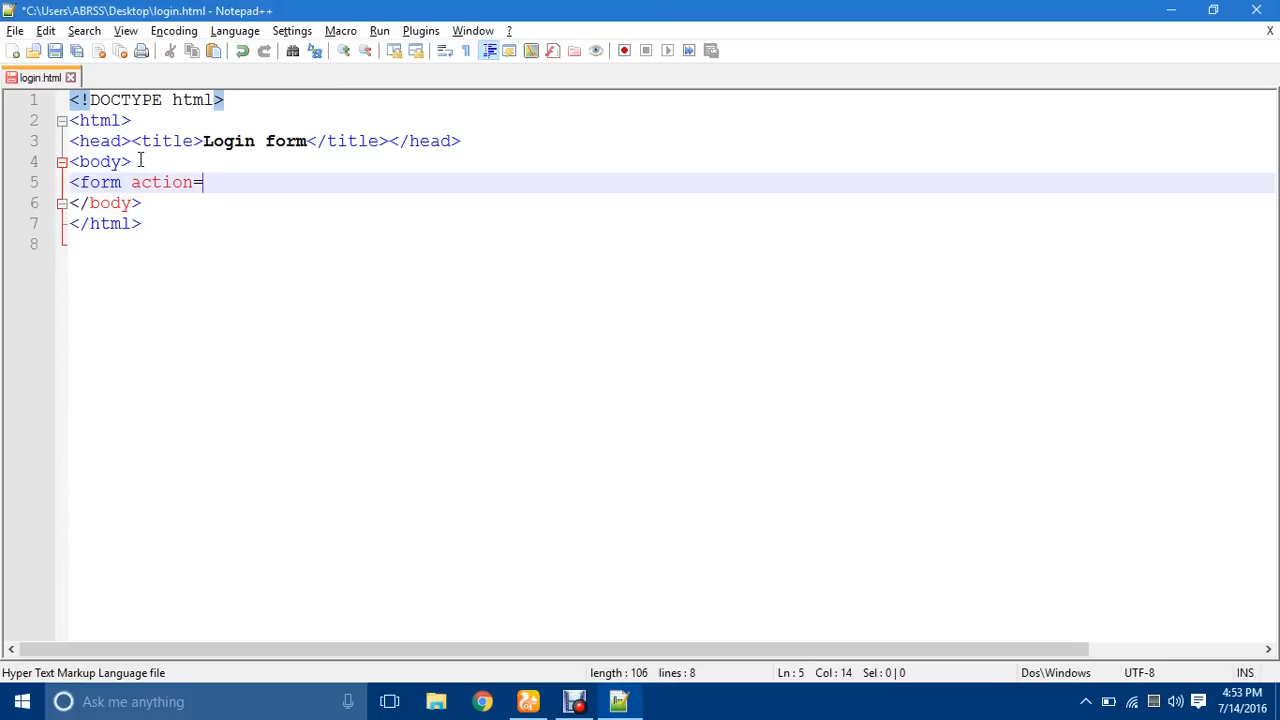 *C:\Users\ABRSS\Desktop\login.html - Notepad++
File Edit Search View Encoding Language Settings Macro Run Plugins Window ? X
login.html
1 <!DOCTYPE html>
2 <html>
3 <head><title>Login form</title></head>
4 <body>
5 <form action=
6 </body>
7 </html>
8
Hyper Text Markup Language file length : 106 lines : 8 Ln : 5 Col : 14 Sel : 0 | 0 Dos\Windows UTF-8 INS
Ask me anything
4:53 PM
7/14/2016